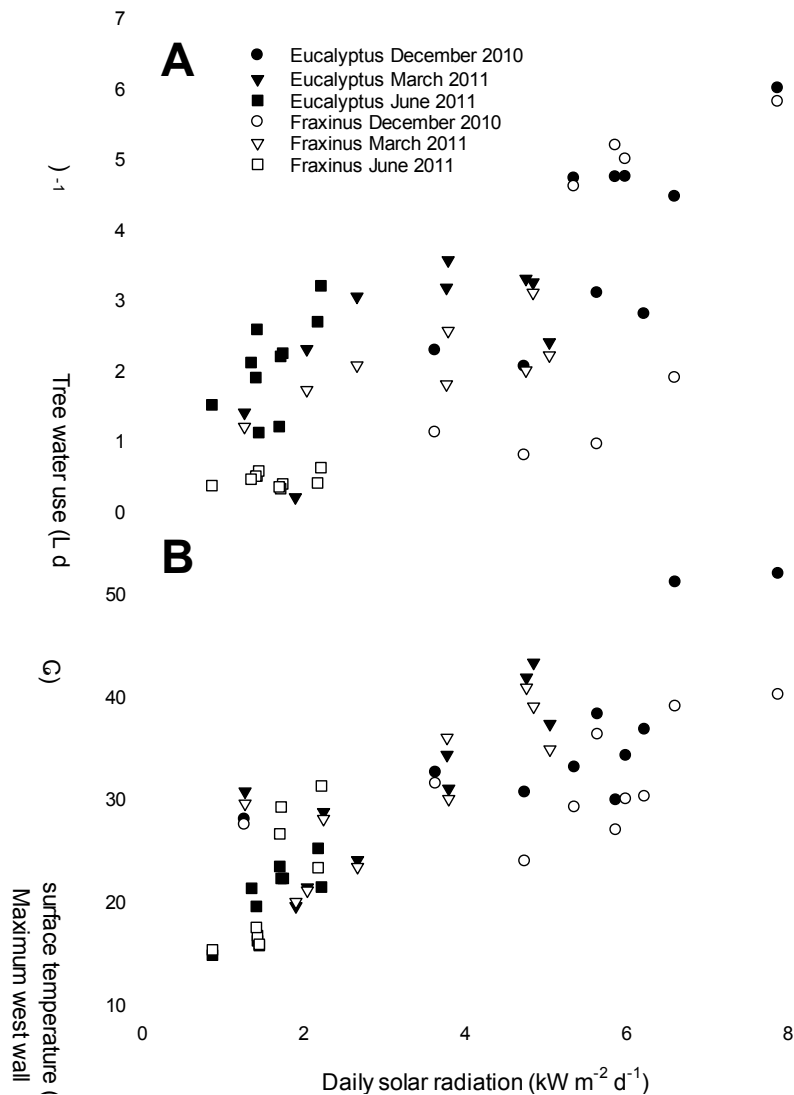 7
A
Eucalyptus December 2010
Eucalyptus March 2011
Eucalyptus June 2011
Fraxinus December 2010
Fraxinus March 2011
Fraxinus June 2011
6
5
4
3
2
1
0
Tree water use (L d
-1
)
B
50
40
30
20
10
Maximum west wall
surface temperature (
C)
0
2
4
6
8
Daily solar radiation (kW m⁻² d⁻¹)